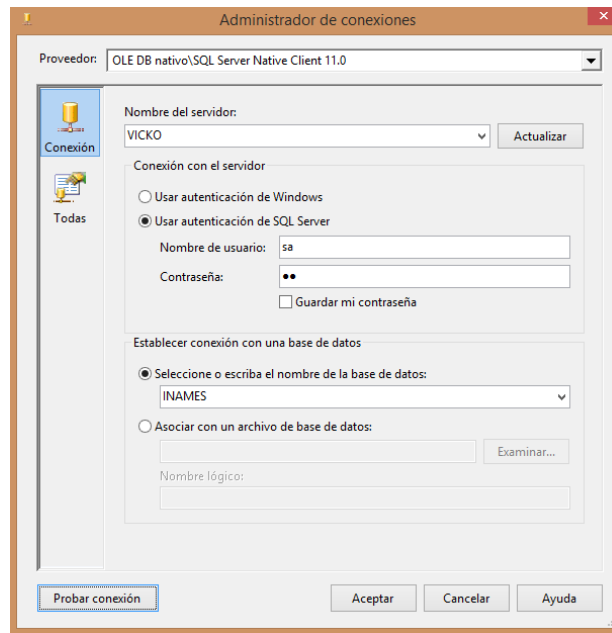 Administrador de conexiones
Proveedor: OLE DB nativo\SQL Server Native Client 11.0
Conexión
Todas
Nombre del servidor:
VICKO Actualizar
Conexión con el servidor
Usar autenticación de Windows
Usar autenticación de SQL Server
Nombre de usuario: sa
Contraseña: ●●
Guardar mi contraseña
Establecer conexión con una base de datos
Seleccione o escriba el nombre de la base de datos:
INAMES
Asociar con un archivo de base de datos:
Examinar...
Nombre lógico:
Probar conexión Aceptar Cancelar Ayuda